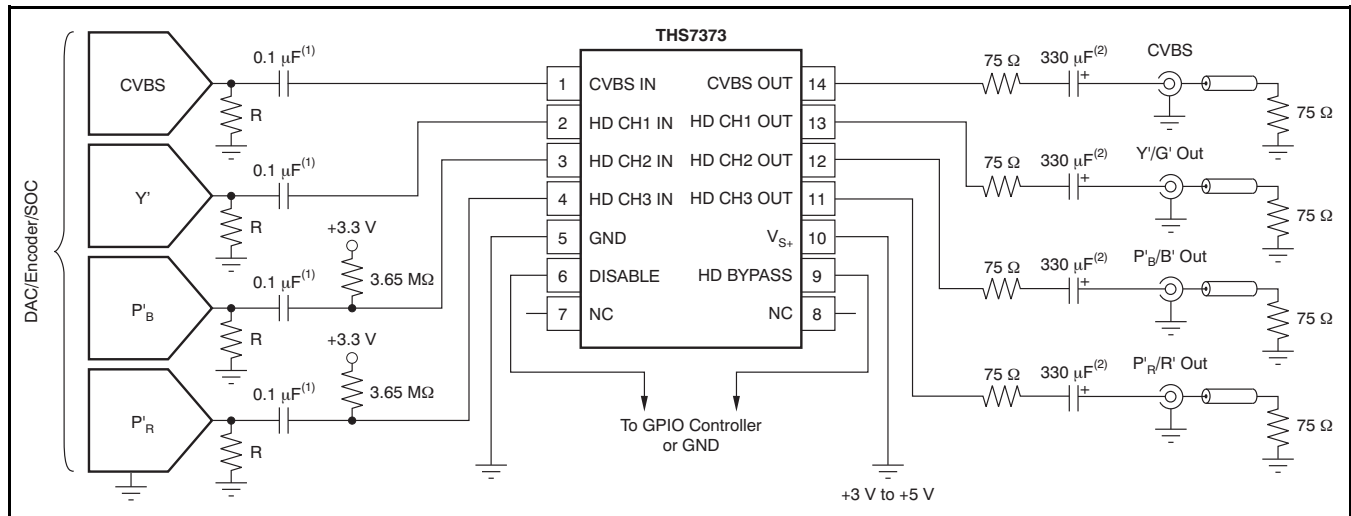 THS7373
DAC/Encoder/SOC
CVBS
0.1 µF(1)
R
Y'
0.1 µF(1)
R
P'B
0.1 µF(1)
R
+3.3 V
3.65 MΩ
P'R
0.1 µF(1)
R
+3.3 V
3.65 MΩ
1 CVBS IN
2 HD CH1 IN
3 HD CH2 IN
4 HD CH3 IN
5 GND
6 DISABLE
7 NC
CVBS OUT 14
HD CH1 OUT 13
HD CH2 OUT 12
HD CH3 OUT 11
VS+ 10
HD BYPASS 9
NC 8
To GPIO Controller
or GND
+3 V to +5 V
75 Ω
330 µF(2)
+
CVBS
75 Ω
75 Ω
330 µF(2)
+
Y'/G' Out
75 Ω
75 Ω
330 µF(2)
+
P'B/B' Out
75 Ω
75 Ω
330 µF(2)
+
P'R/R' Out
75 Ω